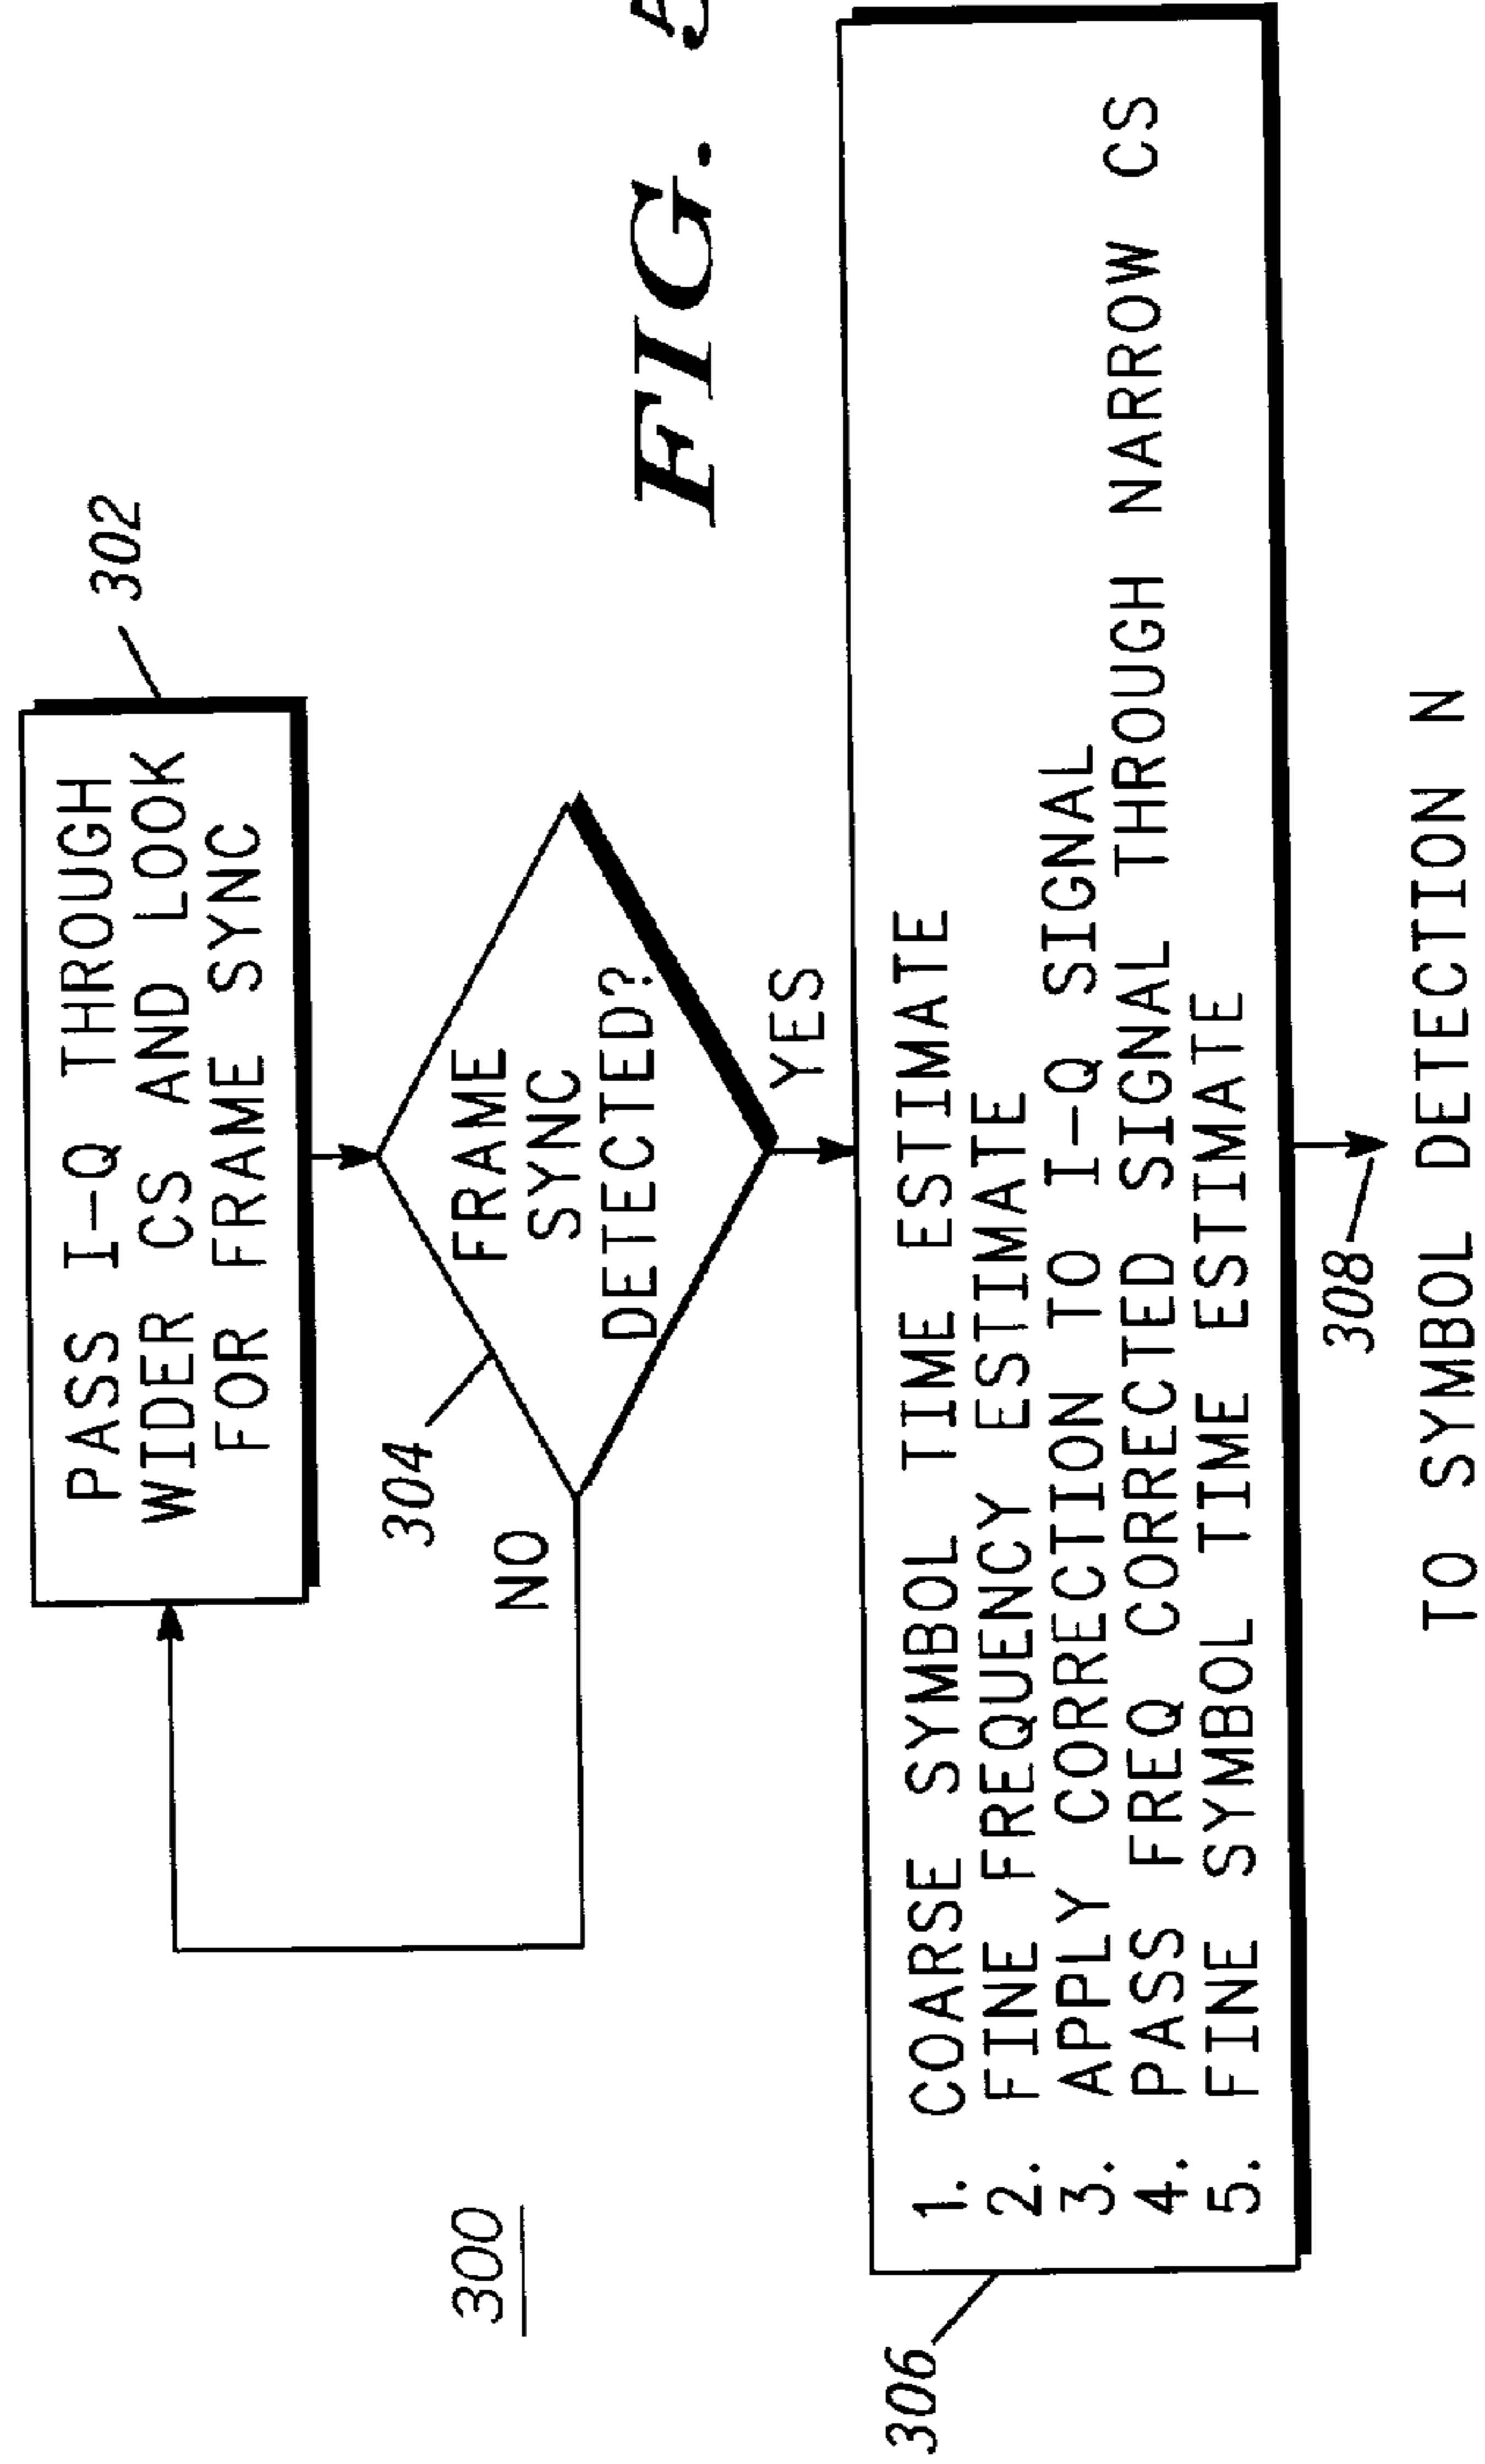 300
PASS I-Q THROUGH
WIDER CS AND LOOK
FOR FRAME SYNC
302
304
FRAME
SYNC
DETECTED?
NO
YES
FIG.
306
1. COARSE SYMBOL TIME ESTIMATE
2. FINE FREQUENCY ESTIMATE
3. APPLY CORRECTION TO I-Q SIGNAL
4. PASS FREQ CORRECTED SIGNAL THROUGH NARROW CS
5. FINE SYMBOL TIME ESTIMATE
308
TO SYMBOL DETECTION N